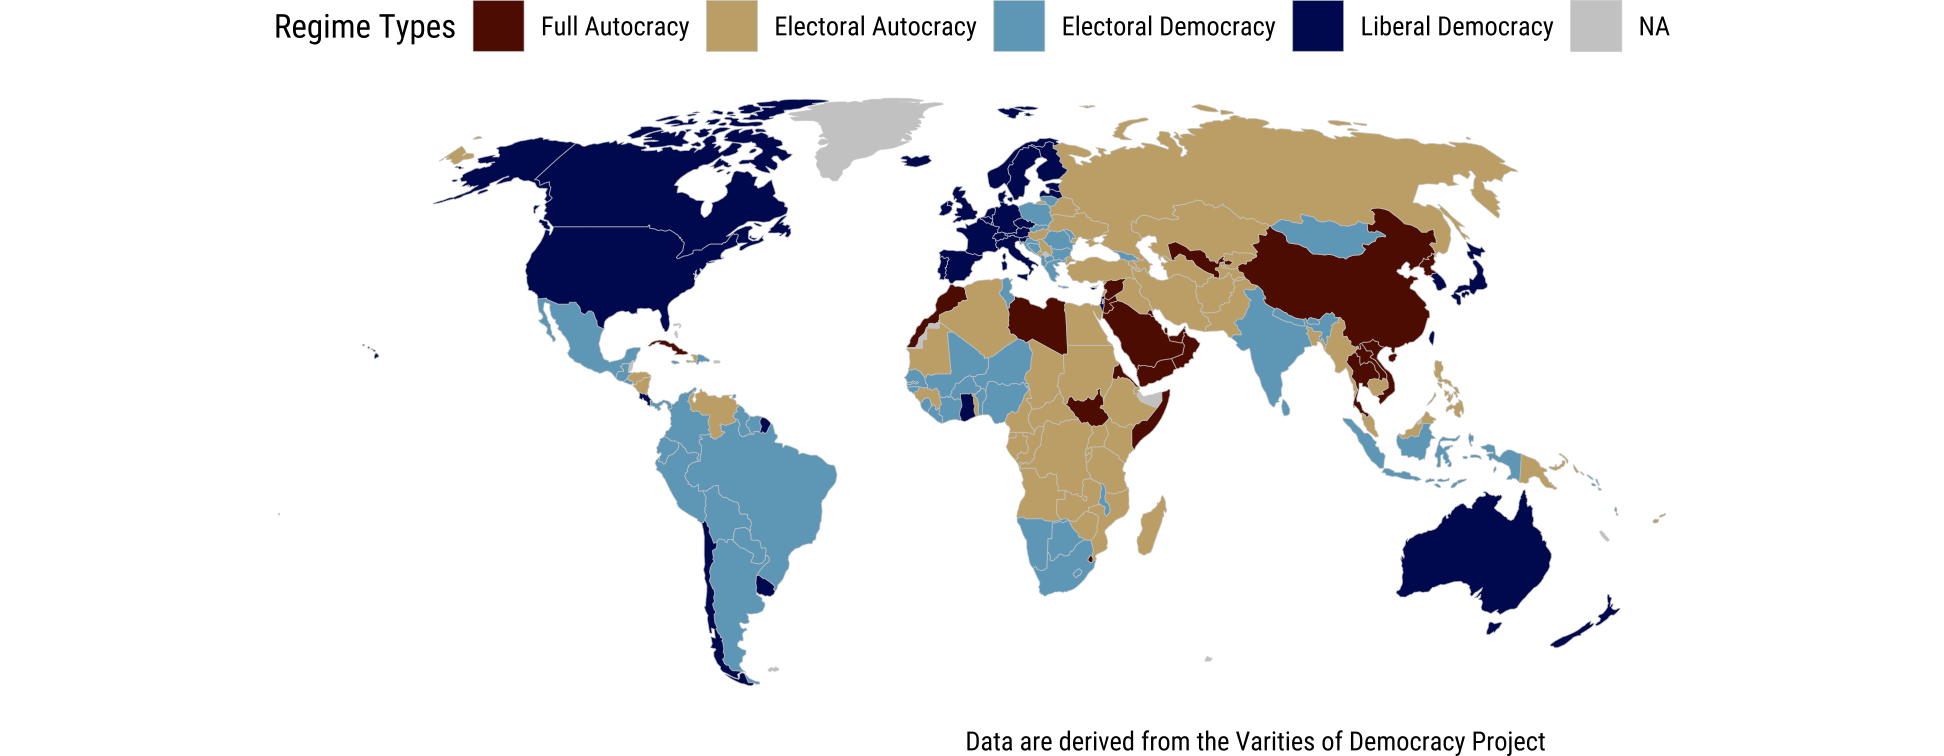 Regime Types Full Autocracy Electoral Autocracy Electoral Democracy Liberal Democracy NA
Data are derived from the Varities of Democracy Project